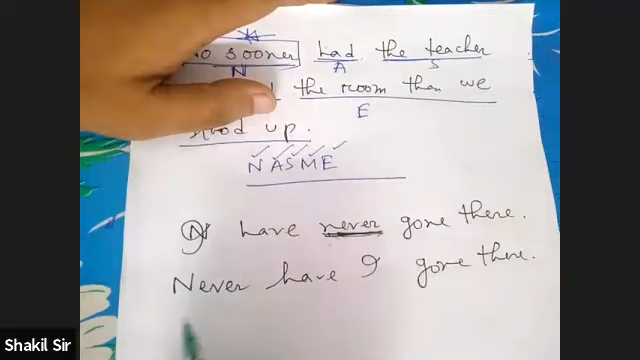 No sooner had the teacher
N A S
the room than we
E
stood up.
NASME
I have never gone there.
Never have I gone there.
Shakil Sir